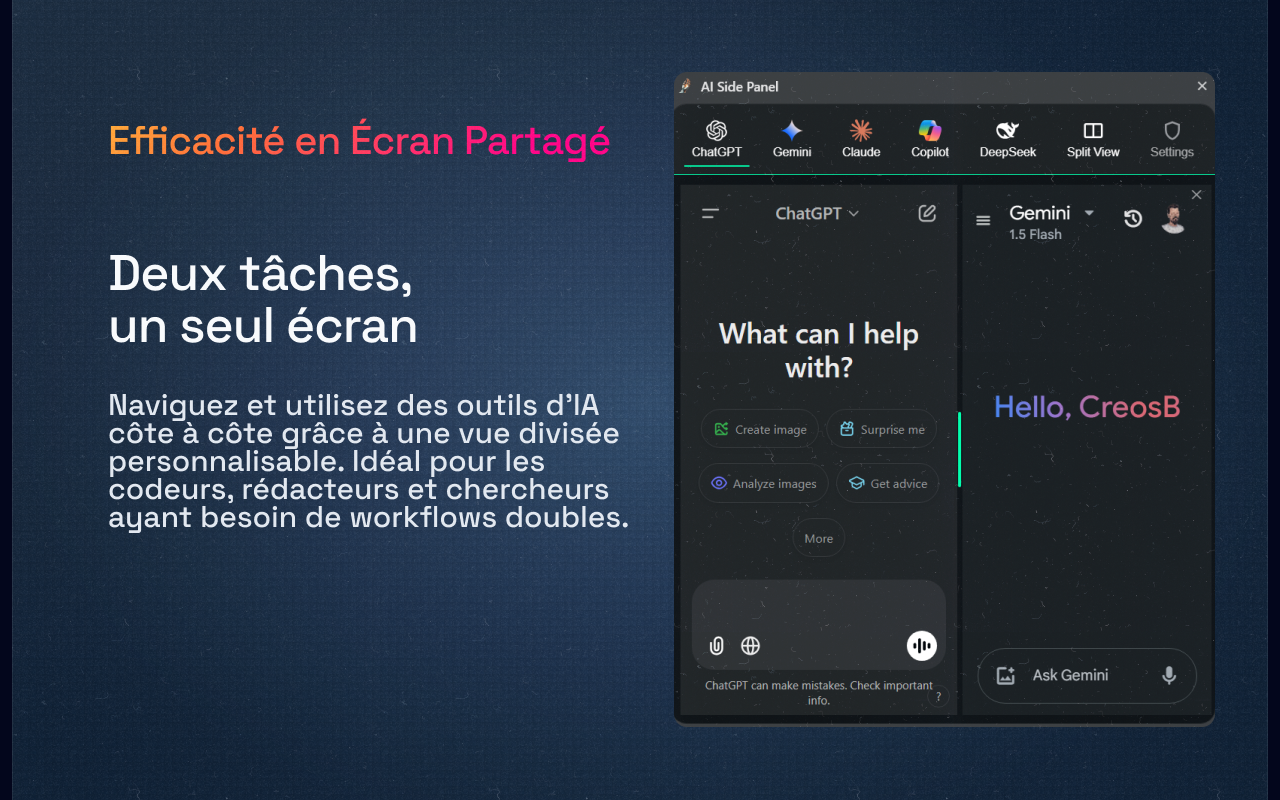 Efficacité en Écran Partagé
Deux tâches,
un seul écran
Naviguez et utilisez des outils d'IA
côte à côte grâce à une vue divisée
personnalisable. Idéal pour les
codeurs, rédacteurs et chercheurs
ayant besoin de workflows doubles.
AI Side Panel
ChatGPT
Gemini
Claude
Copilot
DeepSeek
Split View
Settings
ChatGPT
What can I help
with?
Create image
Surprise me
Analyze images
Get advice
More
ChatGPT can make mistakes. Check important
info.
?
Gemini
1.5 Flash
Hello, CreosB
Ask Gemini